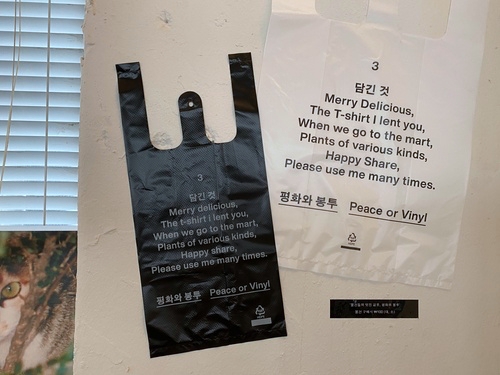 3
담긴 것
Merry delicious,
The t-shirt i lent you,
When we go to the mart,
Plants of various kinds,
Happy share,
Please use me many times.
평화와 봉투 Peace or Vinyl
3
담긴 것
Merry Delicious,
The T-shirt I lent you,
When we go to the mart,
Plants of various kinds,
Happy Share,
Please use me many times.
평화와 봉투 Peace or Vinyl